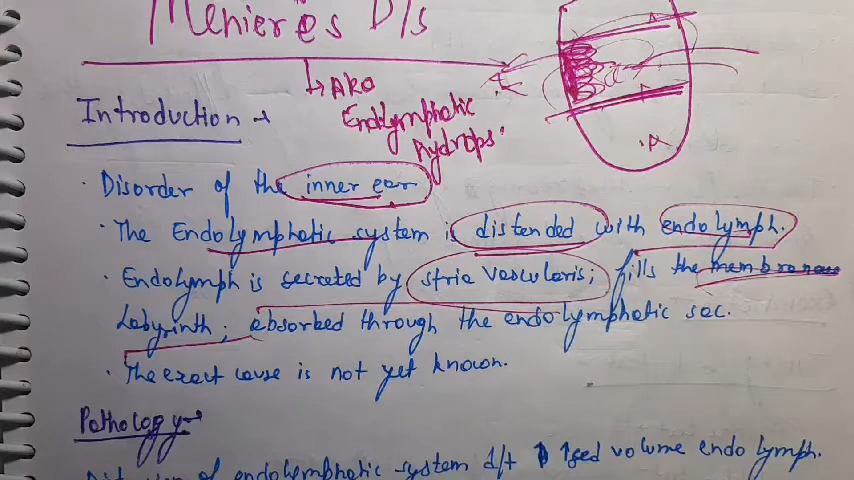 Menieres D/s
↳ AKA
Endolymphatic
hydrops'
Introduction →
· Disorder of the inner ear
· The Endolymphatic system is distended with endolymph.
· Endolymph is secreted by stria vascularis; fills the membranous
Labyrinth; absorbed through the endolymphatic sac.
· The exact cause is not yet known.
Pathology →
of endolymphatic system d/t ↑sed volume endolymph.